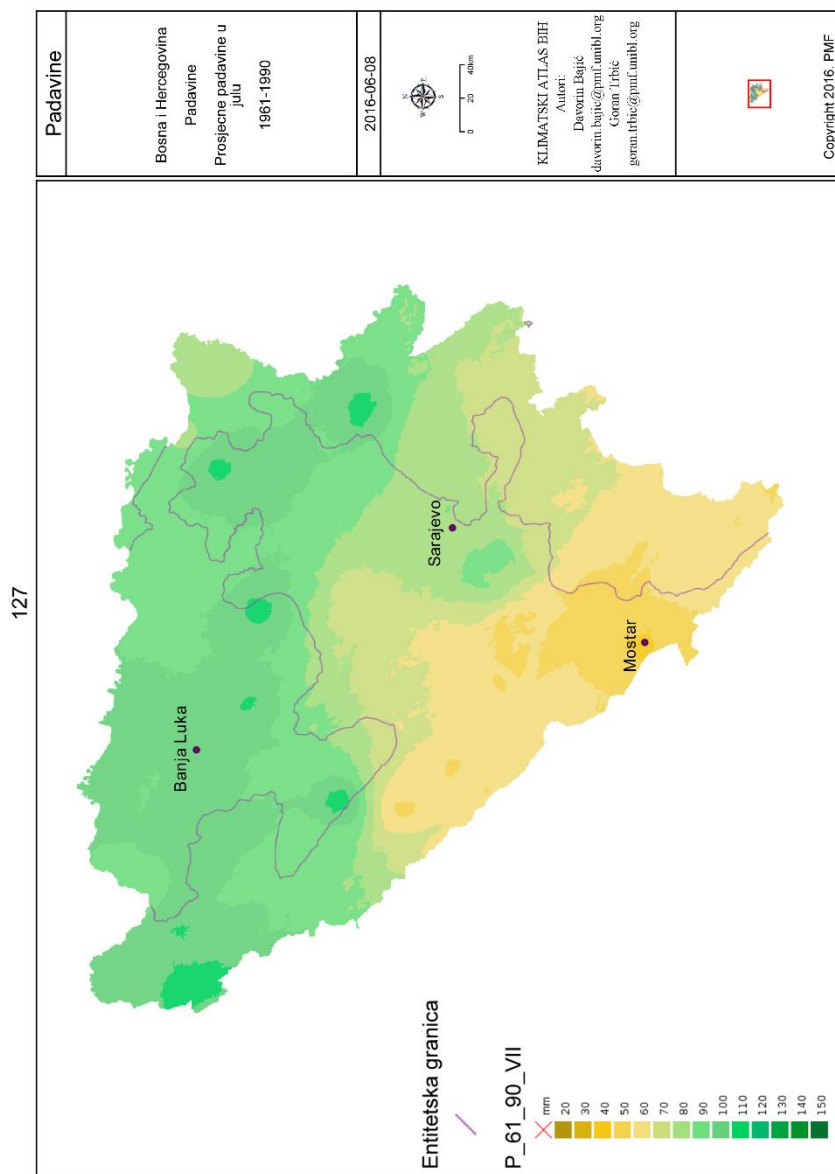 127
Padavine
Bosna i Hercegovina
Padavine
Prosjecne padavine u
julu
1961-1990
2016-06-08
N
W E
S
0 20 40km
KLIMATSKI ATLAS BIH
Autori:
Davorin Bajić
davorin.bajic@pmf.unibl.org
Goran Trbić
goran.trbic@pmf.unibl.org
Copyright 2016. PMF
Banja Luka
Sarajevo
Mostar
Entitetska granica
P_61_90_VII
mm
20
30
40
50
60
70
80
90
100
110
120
130
140
150